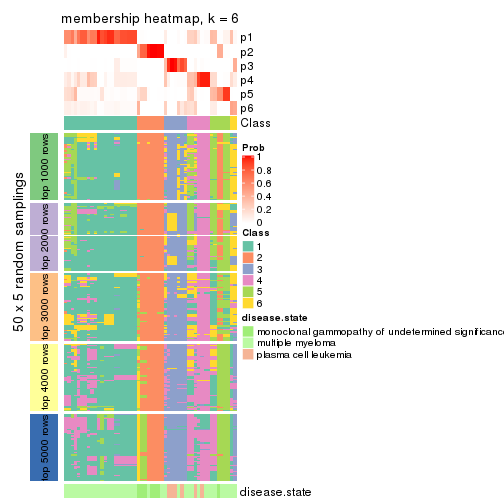 membership heatmap, k = 6
p1
p2
p3
p4
p5
p6
Class
50 x 5 random samplings
top 1000 rows
top 2000 rows
top 3000 rows
top 4000 rows
top 5000 rows
disease.state
Prob
1
0.8
0.6
0.4
0.2
0
Class
1
2
3
4
5
6
disease.state
monoclonal gammopathy of undetermined significance
multiple myeloma
plasma cell leukemia